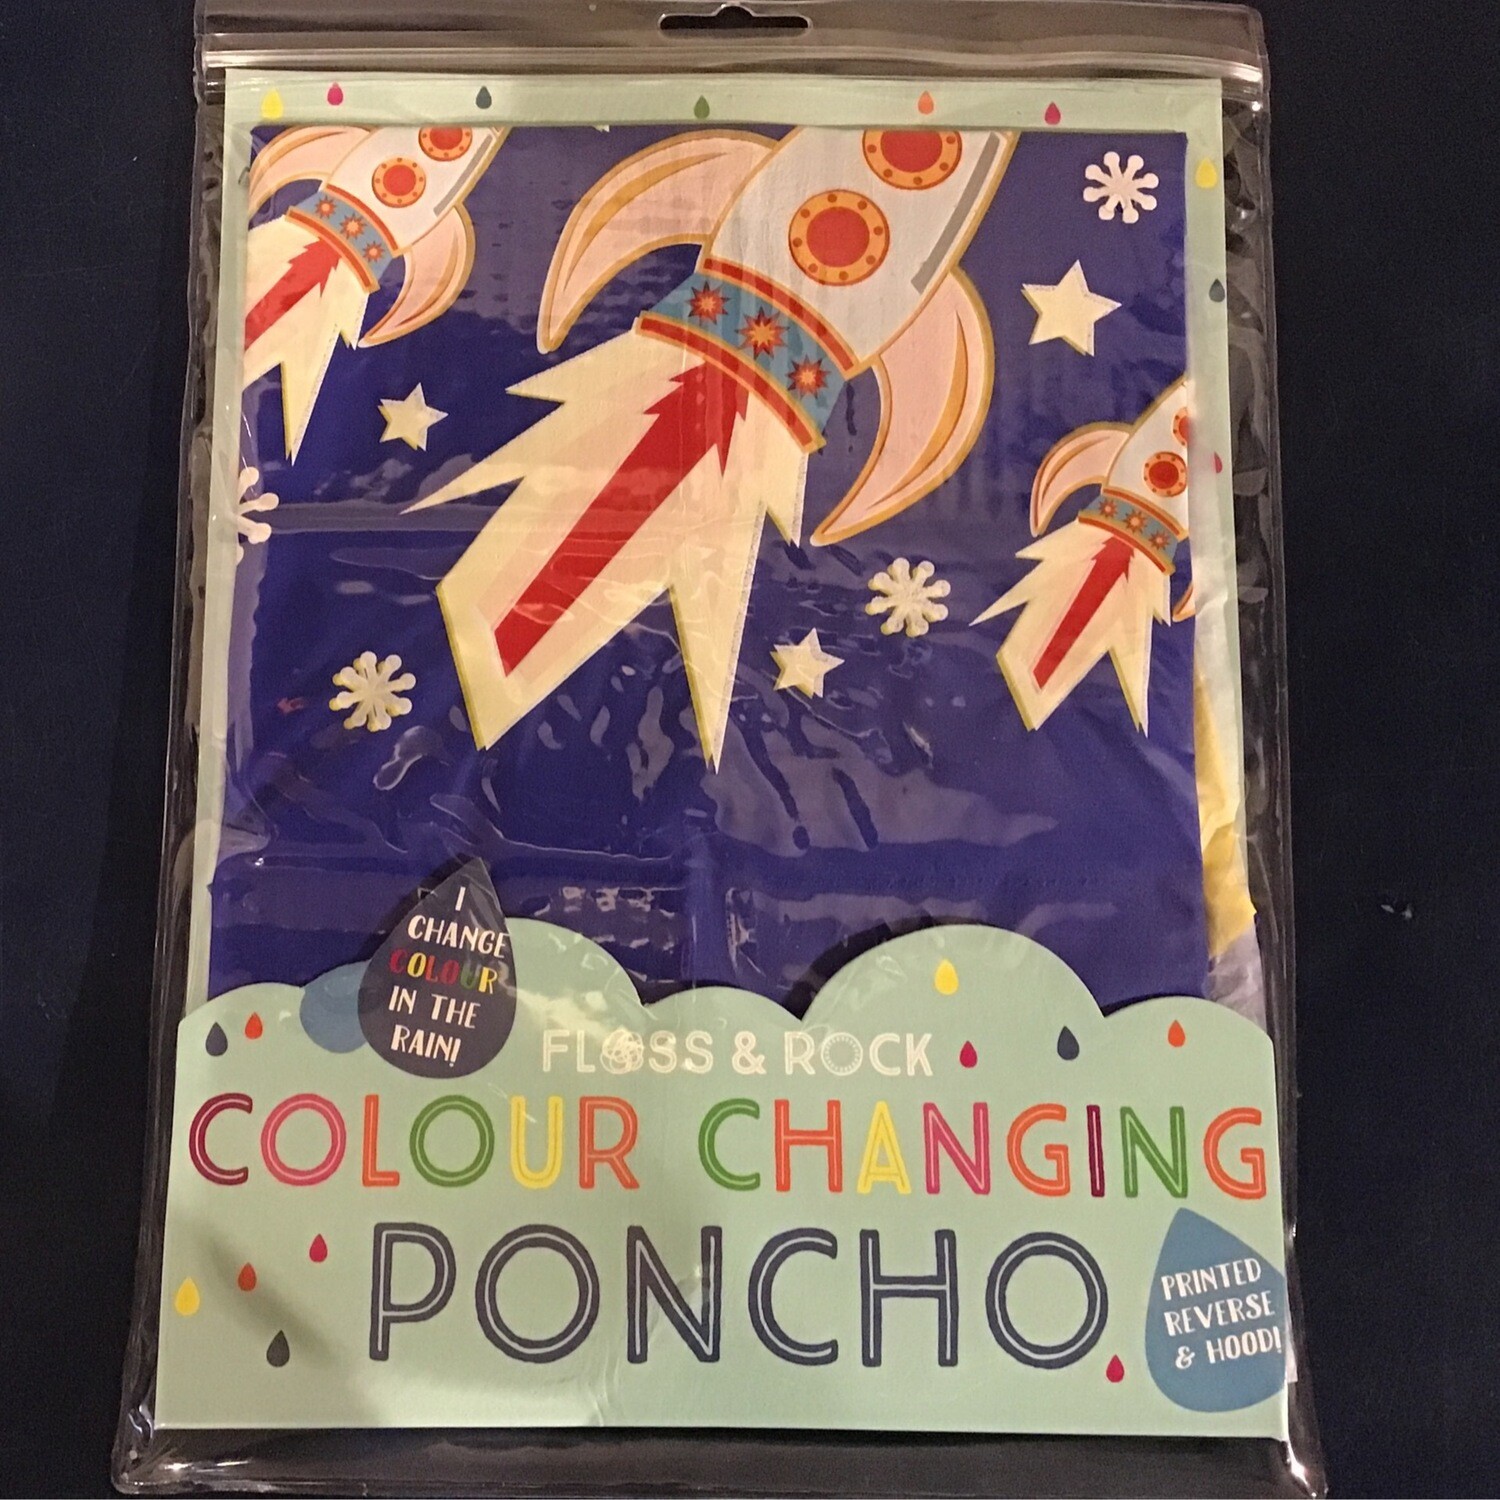 I
CHANGE
COLOUR
IN THE
RAIN!
FLOSS & ROCK
COLOUR CHANGING
PONCHO
PRINTED
REVERSE
& HOOD!